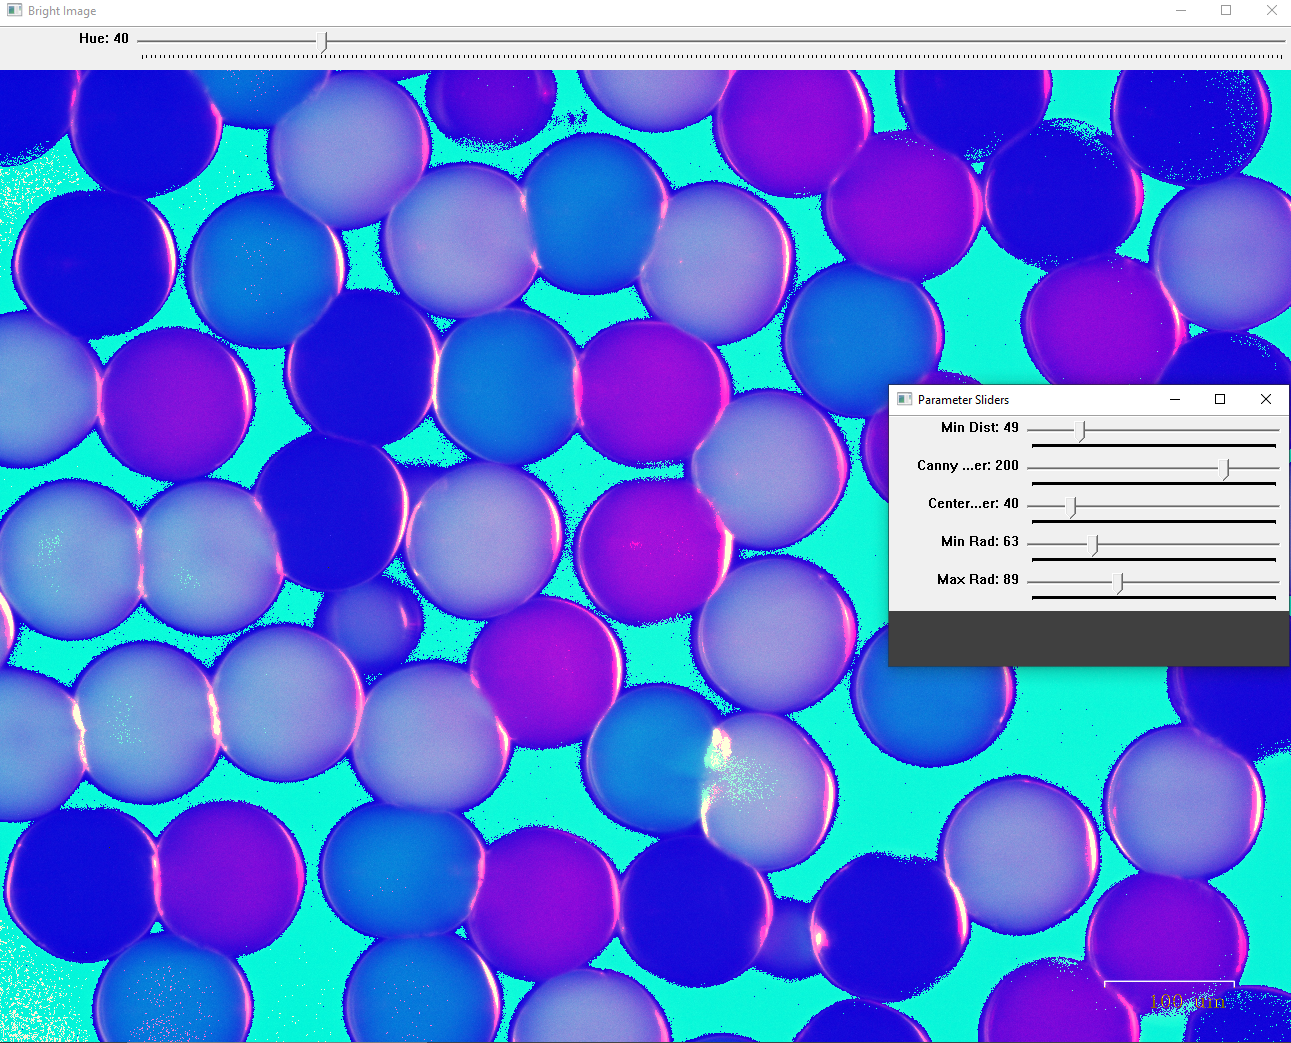 Bright Image
Hue: 40
Parameter Sliders
Min Dist: 49
Canny ...er: 200
Center...er: 40
Min Rad: 63
Max Rad: 89
100